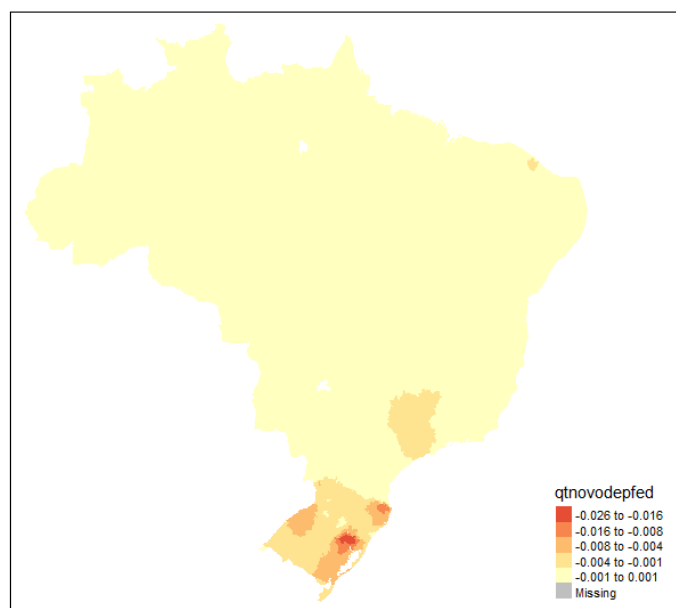 qtnovodepfed
-0.026 to -0.016
-0.016 to -0.008
-0.008 to -0.004
-0.004 to -0.001
-0.001 to 0.001
Missing